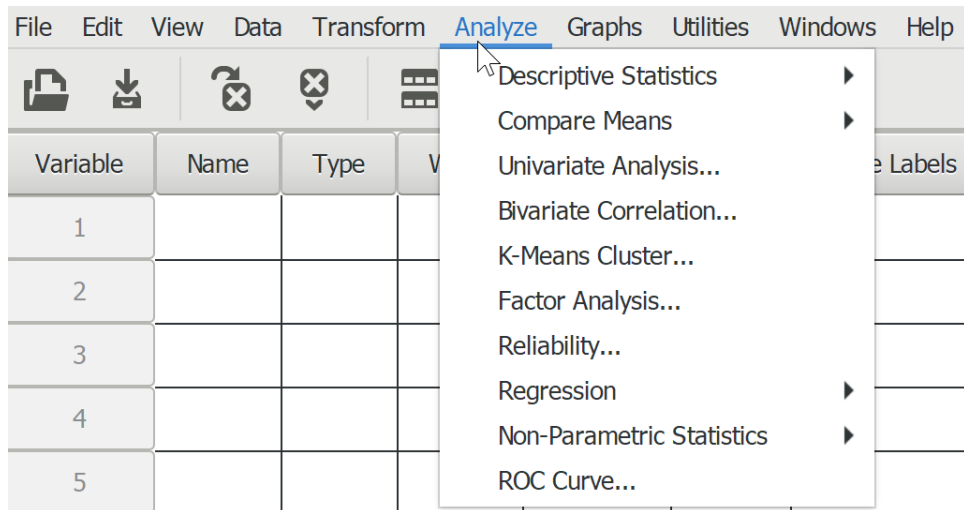 File Edit View Data Transform Analyze Graphs Utilities Windows Help
Descriptive Statistics
Compare Means
Variable Name Type Univariate Analysis... Labels
Bivariate Correlation...
1
K-Means Cluster...
2
Factor Analysis...
3
Reliability...
Regression
4
Non-Parametric Statistics
5
ROC Curve...